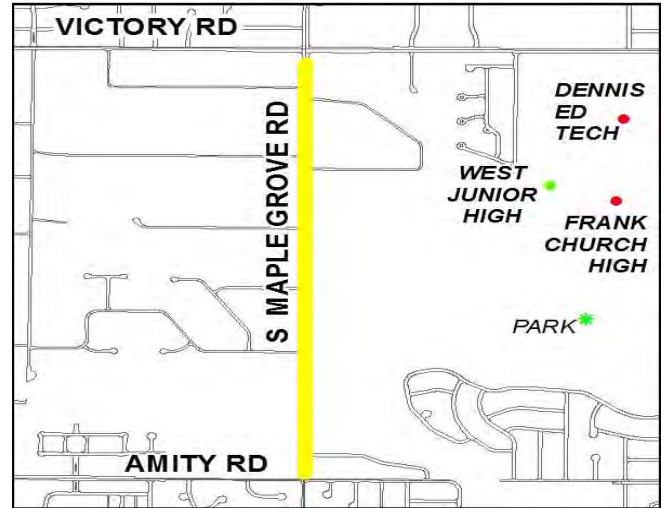 VICTORY RD
S MAPLE GROVE RD
DENNIS
ED
TECH
WEST
JUNIOR
HIGH
FRANK
CHURCH
HIGH
PARK
AMITY RD